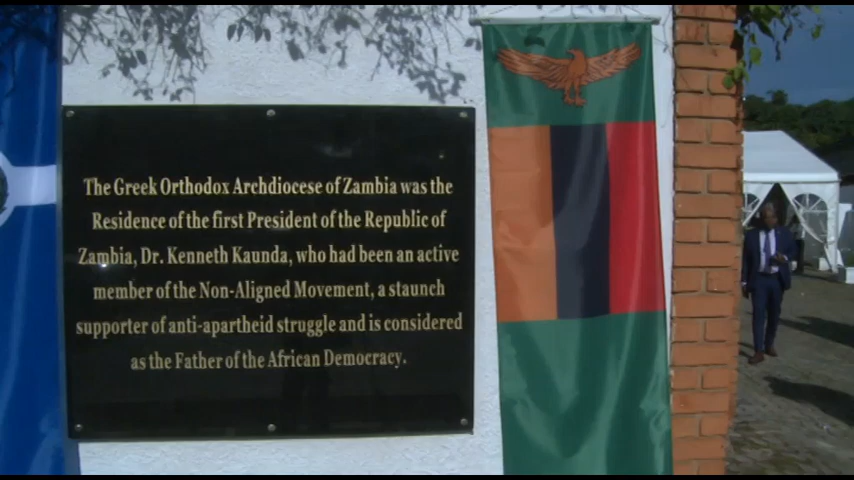 The Greek Orthodox Archdiocese of Zambia was the
Residence of the first President of the Republic of
Zambia, Dr. Kenneth Kaunda, who had been an active
member of the Non-Aligned Movement, a staunch
supporter of anti-apartheid struggle and is considered
as the Father of the African Democracy.